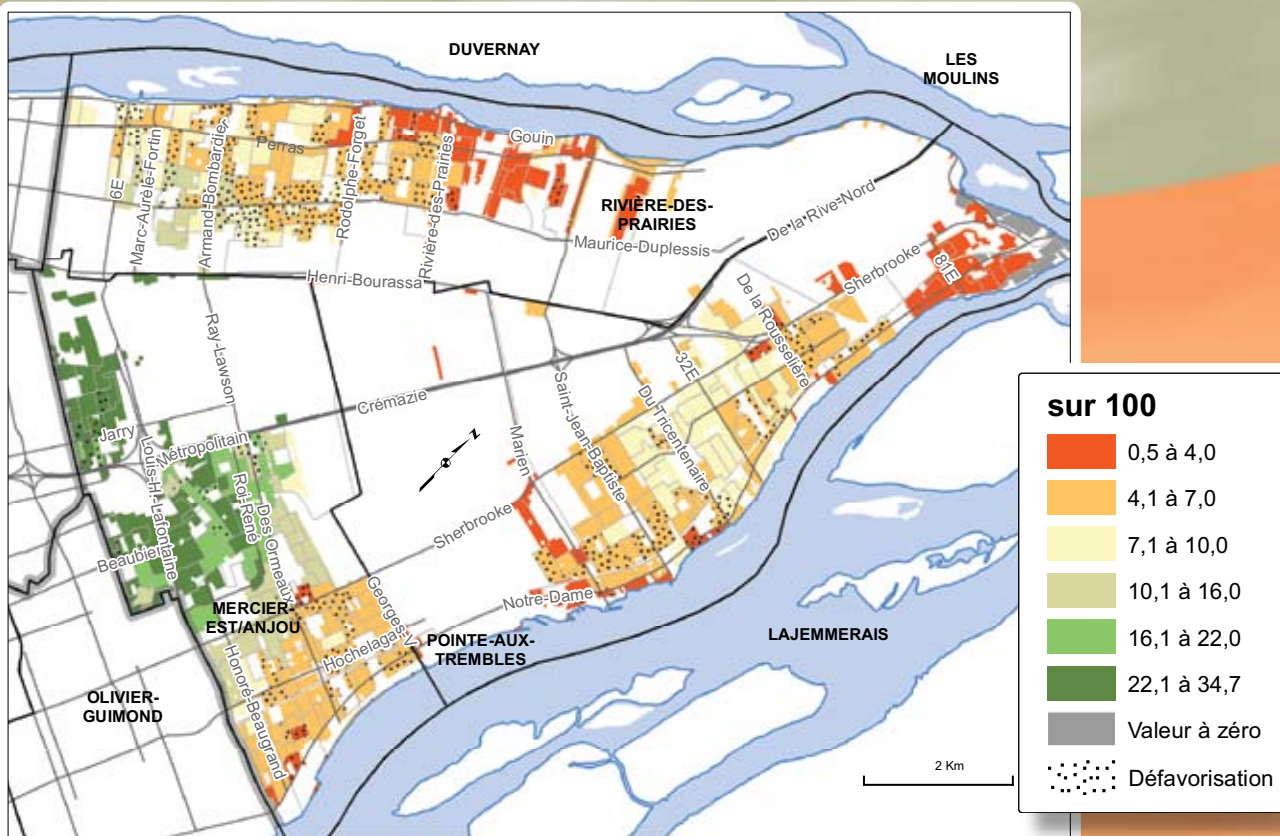 DUVERNAY
LES
MOULINS
Gouin
Perras
6E
Marc-Aurèle-Fortin
Armand-Bombardier
Rodolphe-Forget
Rivière-des-Prairies
RIVIÈRE-DES-
PRAIRIES
De la Rive-Nord
Maurice-Duplessis
Henri-Bourassa
Sherbrooke
81E
De la Rousselière
Ray-Lawson
32E
Crémazie
Saint-Jean-Baptiste
Du Tricentenaire
Marien
Jarry
Métropolitain
Louis-H.-Lafontaine
Roi-René
Des Ormeaux
Z
Sherbrooke
Beaubien
MERCIER-
EST/ANJOU
Georges V
Notre-Dame
Hochelaga
POINTE-AUX-
TREMBLES
LAJEMMERAIS
Honoré-Beaugrand
OLIVIER-
GUIMOND
2 Km
sur 100
0,5 à 4,0
4,1 à 7,0
7,1 à 10,0
10,1 à 16,0
16,1 à 22,0
22,1 à 34,7
Valeur à zéro
Défavorisation